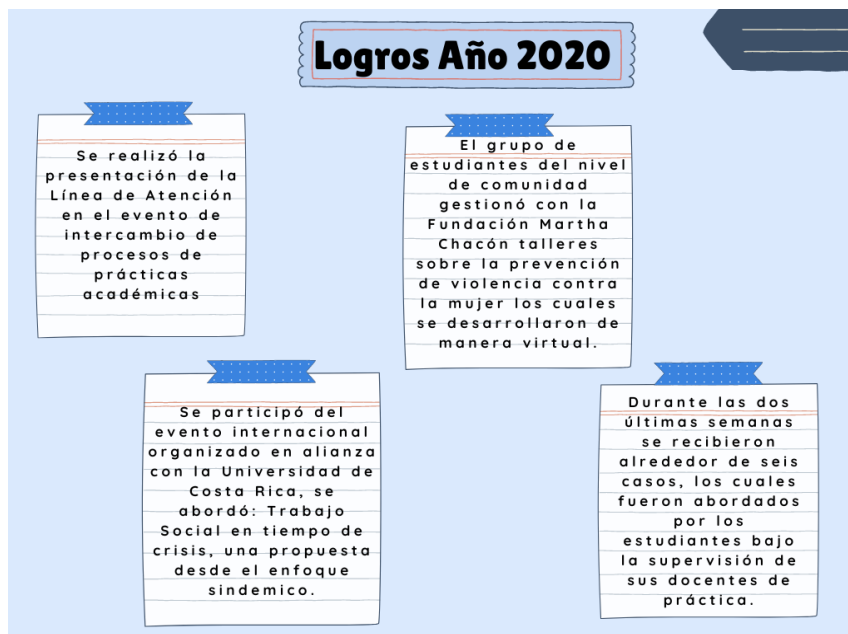 Logros Año 2020
Se realizó la
presentación de la
Línea de Atención
en el evento de
intercambio de
procesos de
prácticas
académicas
El grupo de
estudiantes del nivel
de comunidad
gestionó con la
Fundación Martha
Chacón talleres
sobre la prevención
de violencia contra
la mujer los cuales
se desarrollaron de
manera virtual.
Se participó del
evento internacional
organizado en alianza
con la Universidad de
Costa Rica, se
abordó: Trabajo
Social en tiempo de
crisis, una propuesta
desde el enfoque
sindemico.
Durante las dos
últimas semanas
se recibieron
alrededor de seis
casos, los cuales
fueron abordados
por los
estudiantes bajo
la supervisión de
sus docentes de
práctica.